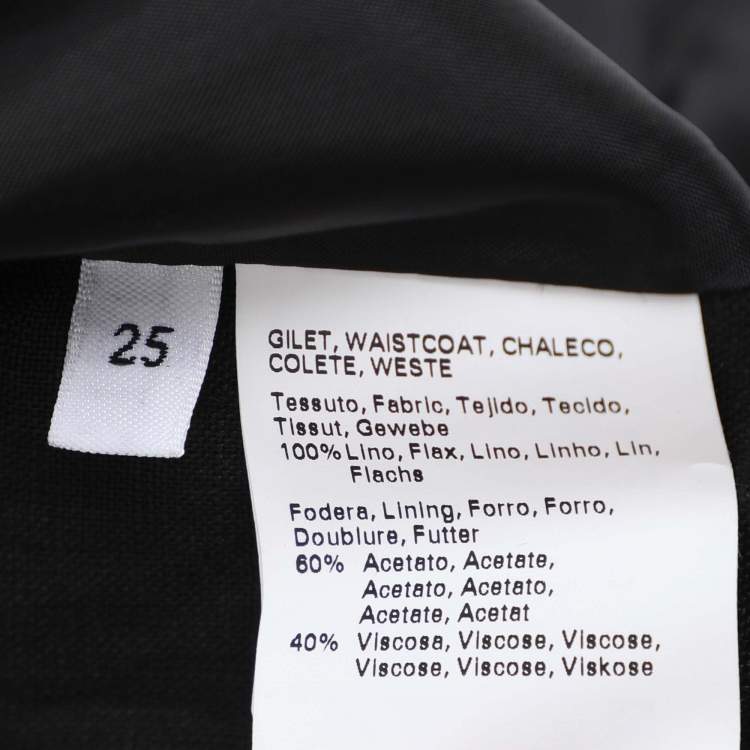 25
GILET, WAISTCOAT, CHALECO,
COLETE, WESTE
Tessuto, Fabric, Tejido, Tecido,
Tissut, Gewebe
100% Lino, Flax, Lino, Linho, Lin,
Flachs
Fodera, Lining, Forro, Forro,
Doublure, Futter
60% Acetato, Acetate,
Acetato, Acetato,
Acetate, Acetat
40% Viscosa, Viscose, Viscose,
Viscose, Viscose, Viskose